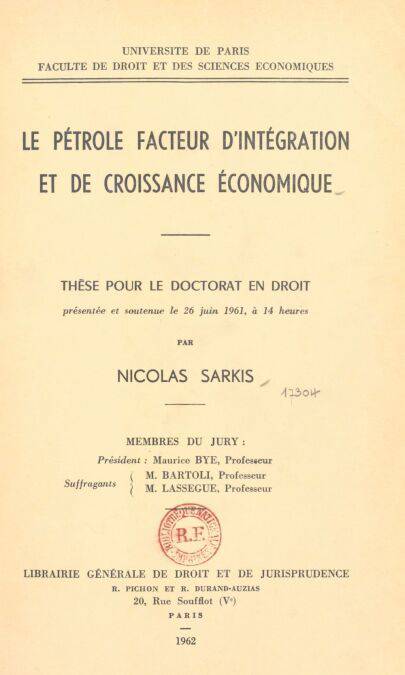 UNIVERSITE DE PARIS
FACULTE DE DROIT ET DES SCIENCES ECONOMIQUES
LE PÉTROLE FACTEUR D'INTÉGRATION
ET DE CROISSANCE ÉCONOMIQUE
THÈSE POUR LE DOCTORAT EN DROIT
présentée et soutenue le 26 juin 1961, à 14 heures
PAR
NICOLAS SARKIS
17304
MEMBRES DU JURY :
Président : Maurice BYE, Professeur
Suffragants
M. BARTOLI, Professeur
M. LASSEGUE, Professeur
R.F.
LIBRAIRIE GÉNÉRALE DE DROIT ET DE JURISPRUDENCE
R. PICHON ET R. DURAND-AUZIAS
20, Rue Soufflot (Vᵉ)
PARIS
1962